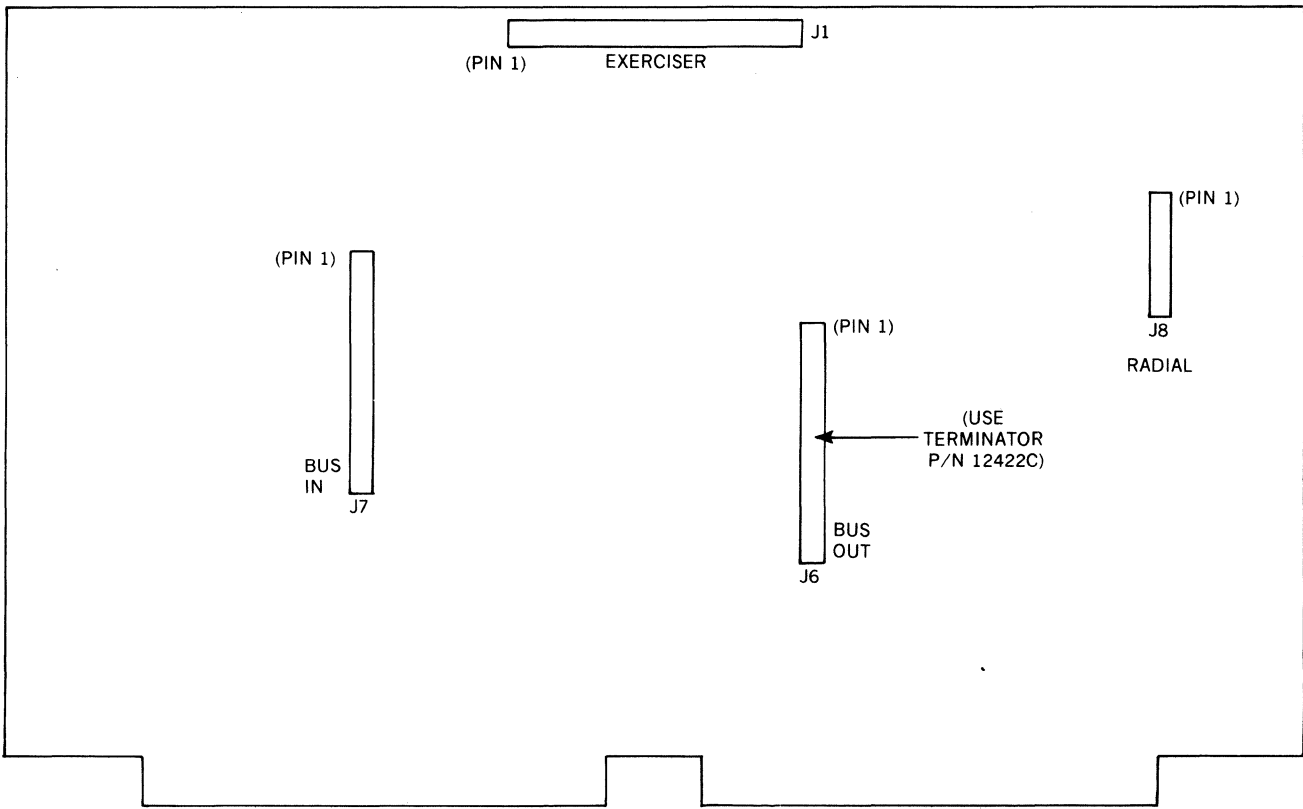 J1
(PIN 1)
EXERCISER
(PIN 1)
J8
RADIAL
(PIN 1)
BUS
IN
J7
(PIN 1)
(USE
TERMINATOR
P/N 12422C)
BUS
OUT
J6